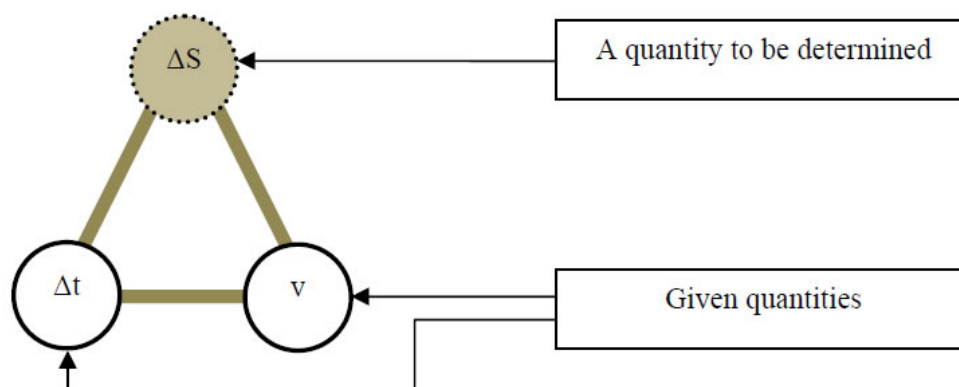 ΔS
A quantity to be determined
Δt
v
Given quantities